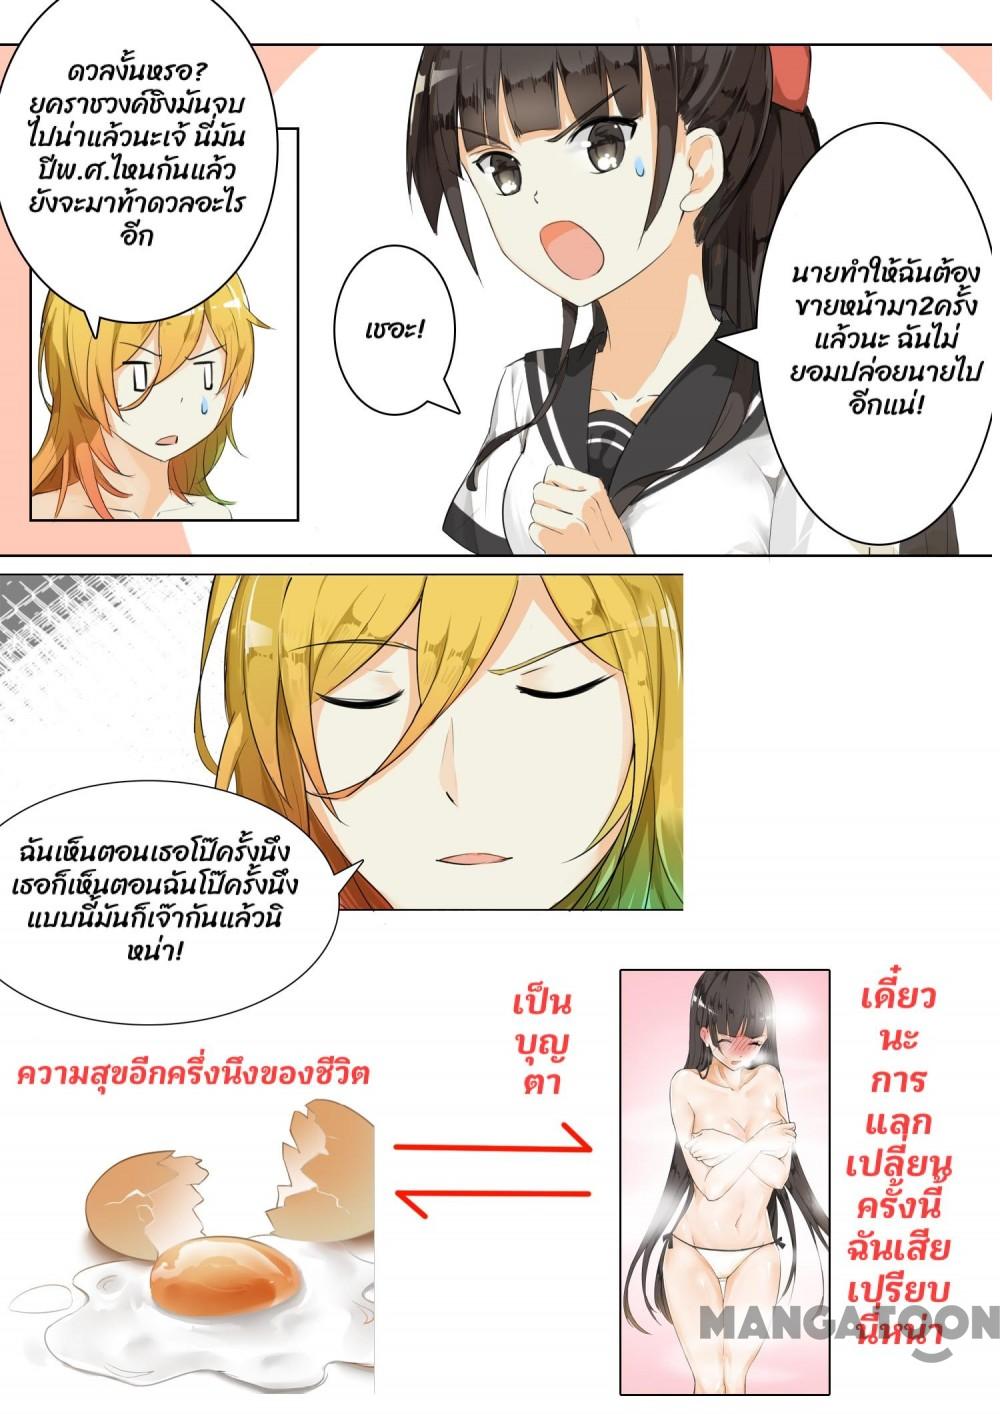 ดวลงั้นหรอ?
ยุคราชวงค์ชิงมันจบ
ไปน่าแล้วนะเจ้ นี่มัน
ปีพ.ศ.ไหนกันแล้ว
ยังจะมาท้าดวลอะไร
อีก
เชอะ!
นายทำให้ฉันต้อง
ขายหน้ามา2ครั้ง
แล้วนะ ฉันไม่
ยอมปล่อยนายไป
อีกแน่!
ฉันเห็นตอนเธอโป๊ครั้งนึง
เธอก็เห็นตอนฉันโป๊ครั้งนึง
แบบนี้มันก็เจ๊ากันแล้วนิ
หน่า!
ความสุขอีกครึ่งนึงของชีวิต
เป็น
บุญ
ตา
เดี๋ยว
นะ
การ
แลก
เปลี่ยน
ครั้งนี้
ฉันเสีย
เปรียบ
นี่หน่า
MANGATOON